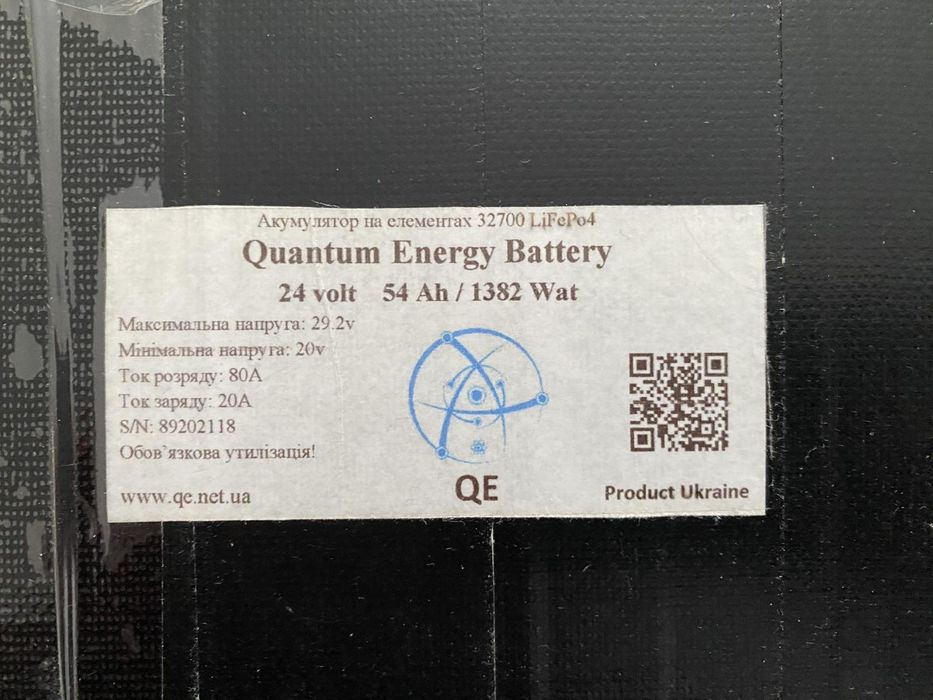 Акумулятор на елементах 32700 LiFePo4
Quantum Energy Battery
24 volt 54 Ah / 1382 Wat
Максимальна напруга: 29.2v
Мінімальна напруга: 20v
Ток розряду: 80A
Ток заряду: 20A
S/N: 89202118
Обов`язкова утилізація!
www.qe.net.ua
QE
Product Ukraine